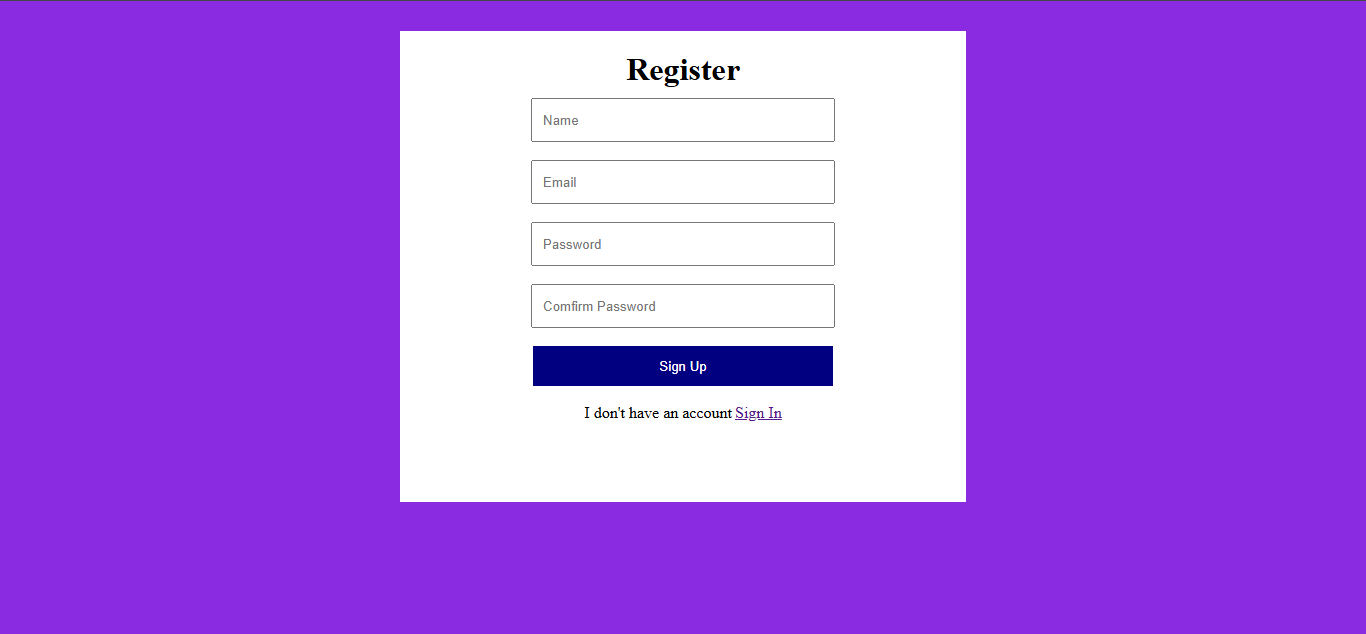 Register
Name
Email
Password
Comfirm Password
Sign Up
I don't have an account Sign In